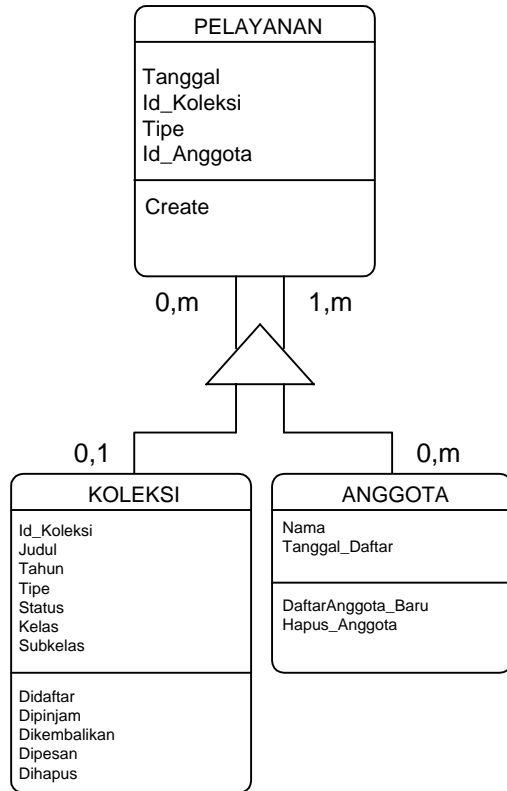 PELAYANAN
Tanggal
Id_Koleksi
Tipe
Id_Anggota
Create
0,m
1,m
0,1
0,m
KOLEKSI
Id_Koleksi
Judul
Tahun
Tipe
Status
Kelas
Subkelas
Didaftar
Dipinjam
Dikembalikan
Dipesan
Dihapus
ANGGOTA
Nama
Tanggal_Daftar
DaftarAnggota_Baru
Hapus_Anggota